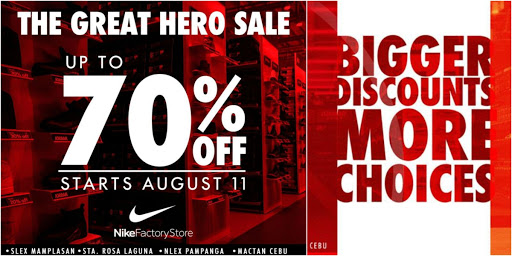 THE GREAT HERO SALE
UP TO
70% OFF
STARTS AUGUST 11
NikeFactoryStore
•SLEX MAMPLASAN •STA. ROSA LAGUNA •NLEX PAMPANGA •MACTAN CEBU
BIGGER
DISCOUNTS
MORE
CHOICES
CEBU